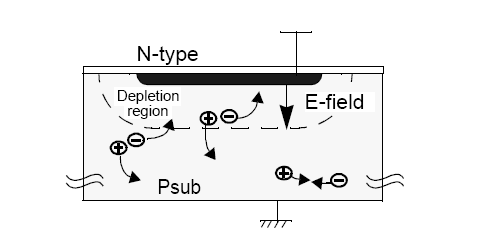 N-type
Depletion
region
E-field
+ −
+ −
+ −
Psub